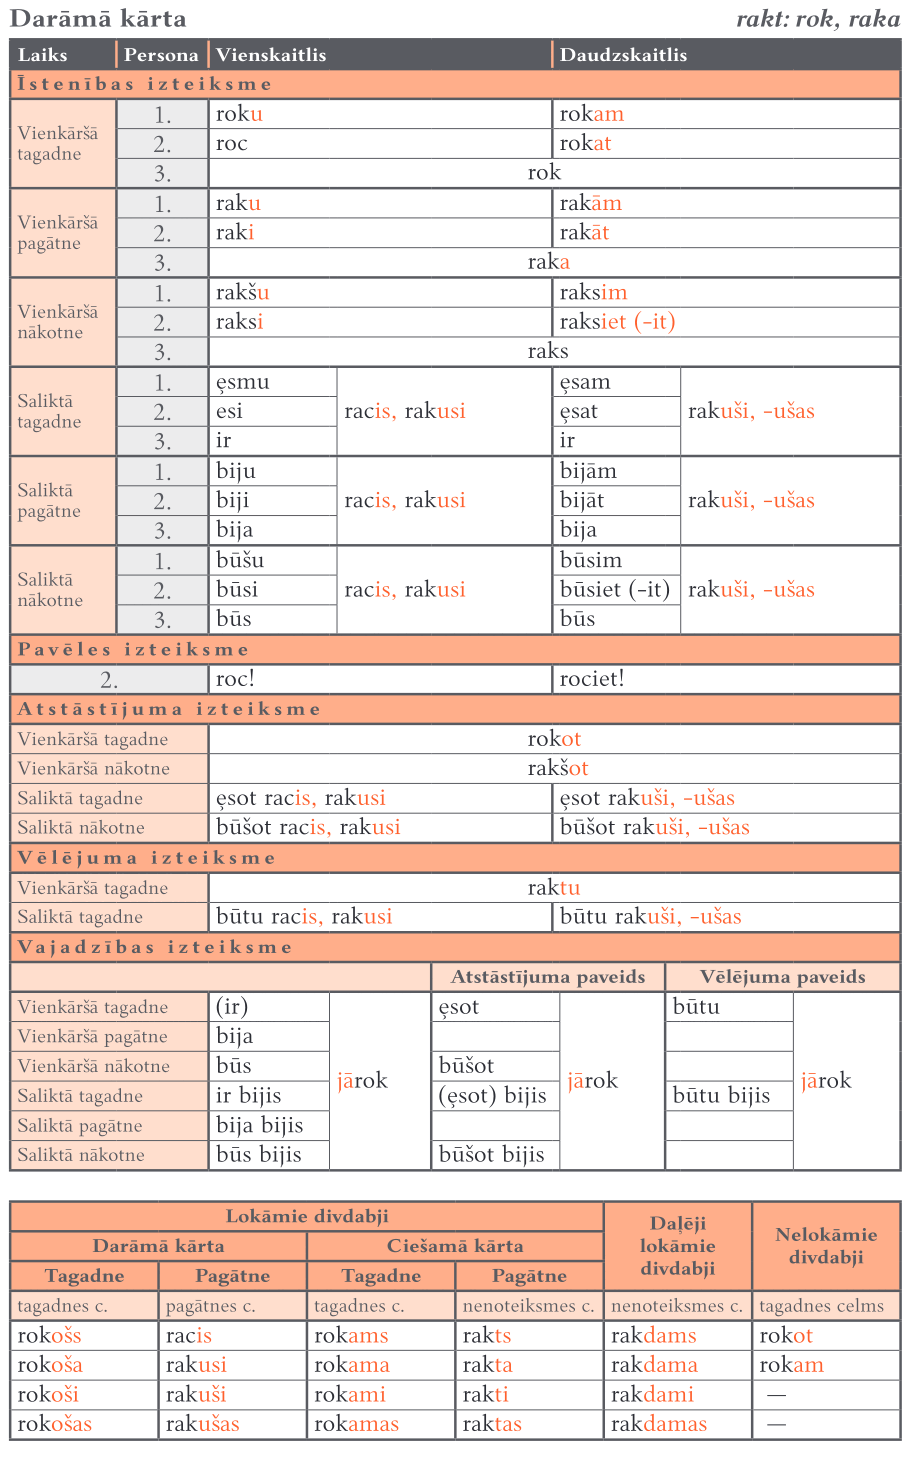 Darāmā kārta rakt: rok, raka
Laiks Persona Vienskaitlis Daudzskaitlis
Īstenības izteiksme
Vienkāršā tagadne
1. roku rokam
2. roc rokat
3. rok
Vienkāršā pagātne
1. raku rakām
2. raki rakāt
3. raka
Vienkāršā nākotne
1. rakšu raksim
2. raksi raksiet (-it)
3. raks
Saliktā tagadne
1. ȩsmu ȩsam
2. esi racis, rakusi ȩsat rakuši, -ušas
3. ir ir
Saliktā pagātne
1. biju bijām
2. biji racis, rakusi bijāt rakuši, -ušas
3. bija bija
Saliktā nākotne
1. būšu būsim
2. būsi racis, rakusi būsiet (-it) rakuši, -ušas
3. būs būs
Pavēles izteiksme
2. roc! rociet!
Atstāstījuma izteiksme
Vienkāršā tagadne rokot
Vienkāršā nākotne rakšot
Saliktā tagadne ȩsot racis, rakusi ȩsot rakuši, -ušas
Saliktā nākotne būšot racis, rakusi būšot rakuši, -ušas
Vēlējuma izteiksme
Vienkāršā tagadne raktu
Saliktā tagadne būtu racis, rakusi būtu rakuši, -ušas
Vajadzības izteiksme
Atstāstījuma paveids Vēlējuma paveids
Vienkāršā tagadne (ir) ȩsot būtu
Vienkāršā pagātne bija
Vienkāršā nākotne būs būšot
jārok jārok jārok
Saliktā tagadne ir bijis (ȩsot) bijis būtu bijis
Saliktā pagātne bija bijis
Saliktā nākotne būs bijis būšot bijis
Lokāmie divdabji Daļēji lokāmie divdabji Nelokāmie divdabji
Darāmā kārta Ciešamā kārta
Tagadne Pagātne Tagadne Pagātne
tagadnes c. pagātnes c. tagadnes c. nenoteiksmes c. nenoteiksmes c. tagadnes celms
rokošs racis rokams rakts rakdams rokot
rokoša rakusi rokama rakta rakdama rokam
rokoši rakuši rokami rakti rakdami —
rokošas rakušas rokamas raktas rakdamas —